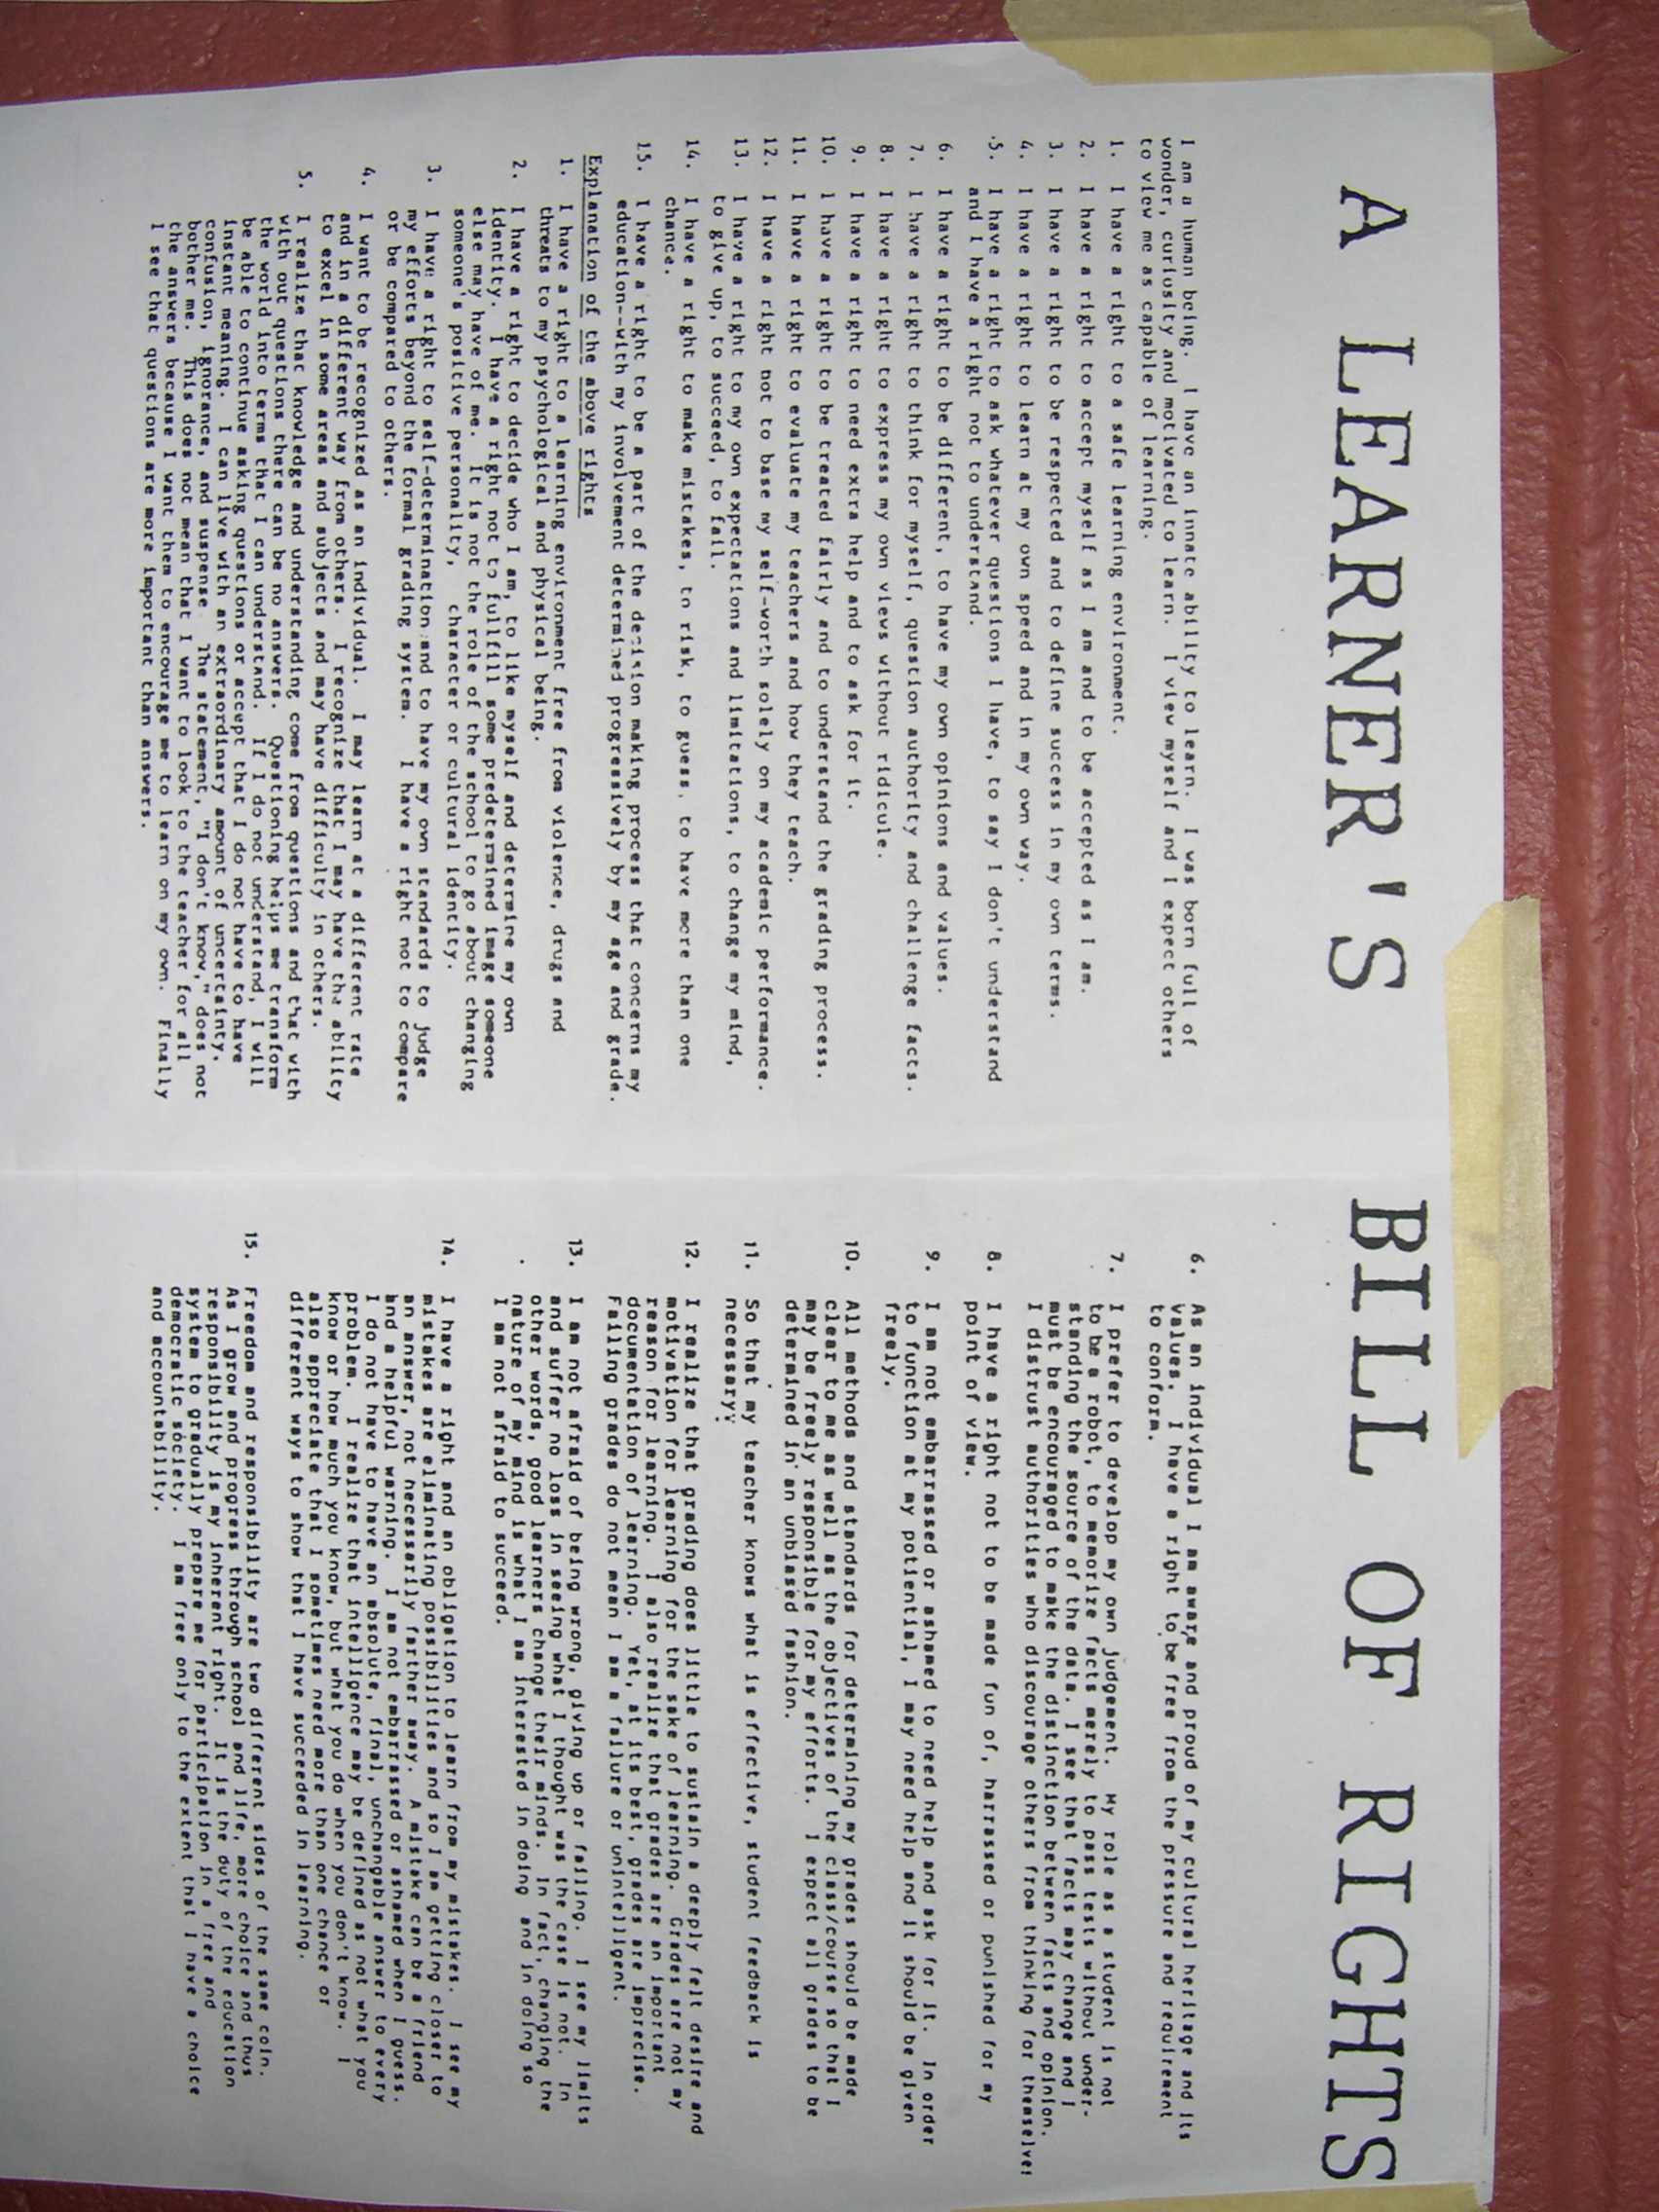 A LEARNER'S BILL OF RIGHTS
I am a human being. I have an innate ability to learn. I was born full of
wonder, curiusity and motivated to learn. I view myself and I expect others
to view me as capable of learning.
1. I have a right to a safe learning environment.
2. I have a right to accept myself as I am and to be accepted as I am.
3. I have a right to be respected and to define success in my own terms.
4. I have a right to learn at my own speed and in my own way.
5. I have a right to ask whatever questions I have, to say I don't understand
and I have a right not to understand.
6. I have a right to be different, to have my own opinions and values.
7. I have a right to think for myself, question authority and challenge facts.
8. I have a right to express my own views without ridicule.
9. I have a right to need extra help and to ask for it.
10. I have a right to be treated fairly and to understand the grading process.
11. I have a right to evaluate my teachers and how they teach.
12. I have a right not to base my self-worth solely on my academic performance.
13. I have a right to my own expectations and limitations, to change my mind,
to give up, to succeed, to fail.
14. I have a right to make mistakes, to risk, to guess, to have more than one
chance.
15. I have a right to be a part of the decision making process that concerns my
education--with my involvement determined progressively by my age and grade.
Explanation of the above rights
1. I have a right to a learning environment free from violence, drugs and
threats to my psychological and physical being.
2. I have a right to decide who I am, to like myself and determine my own
identity. I have a right not to fullfill some predetermined image someone
else may have of me. It is not the role of the school to go about changing
someone's positive personality, character or cultural identity.
3. I have a right to self-determination and to have my own standards to judge
my efforts beyond the formal grading system. I have a right not to compare
or be compared to others.
4. I want to be recognized as an individual. I may learn at a different rate
and in a different way from others. I recognize that I may have the ability
to excel in some areas and subjects and may have difficulty in others.
5. I realize that knowledge and understanding come from questions and that with
with out questions there can be no answers. Questioning helps me transform
the world into terms that I can understand. If I do not understand, I will
be able to continue asking questions or accept that I do not have to have
instant meaning. I can live with an extraordinary amount of uncertainty,
confusion, ignorance, and suspense. The statement, "I don't know," does not
bother me. This does not mean that I want to look to the teacher for all
the answers because I want them to encourage me to learn on my own. Finally
I see that questions are more important than answers.
6. As an individual I am aware and proud of my cultural heritage and its
values. I have a right to be free from the pressure and requirement
to conform.
7. I prefer to develop my own judgement. My role as a student is not
to be a robot, to memorize facts merely to pass tests without under-
standing the source of the data. I see that facts may change and I
must be encouraged to make the distinction between facts and opinion.
I distrust authorities who discourage others from thinking for themselves
8. I have a right not to be made fun of, harrassed or punished for my
point of view.
9. I am not embarrassed or ashamed to need help and ask for it. In order
to function at my potiential, I may need help and it should be given
freely.
10. All methods and standards for determining my grades should be made
clear to me as well as the objectives of the class/course so that I
may be freely responsible for my efforts. I expect all grades to be
determined in an unbiased fashion.
11. So that my teacher knows what is effective, student feedback is
necessary.
12. I realize that grading does little to sustain a deeply felt desire and
motivation for learning for the sake of learning. Grades are not my
reason for learning. I also realize that grades are an important
documentation of learning. Yet, at its best, grades are imprecise.
Failing grades do not mean I am a failure or unintelligent.
13. I am not afraid of being wrong, giving up or failing. I see my limits
and suffer no loss in seeing what I thought was the case is not. In
other words, good learners change their minds. In fact, changing the
nature of my mind is what I am interested in doing and in doing so
I am not afraid to succeed.
14. I have a right and an obligation to learn from my mistakes. I see my
mistakes are eliminating possibilities and so I am getting closer to
an answer, not necessarily farther away. A mistake can be a friend
and a helpful warning. I am not embarrassed or ashamed when I guess.
I do not have to have an absolute, final, unchangable answer to every
problem. I realize that intelligence may be defined as not what you
know or how much you know, but what you do when you don't know. I
also appreciate that I sometimes need more than one chance or
different ways to show that I have succeeded in learning.
15. Freedom and responsibility are two different sides of the same coin.
As I grow and progress through school and life, more choice and thus
responsibility is my inherent right. It is the duty of the education
system to gradually prepare me for participation in a free and
democratic society. I am free only to the extent that I have a choice
and accountability.